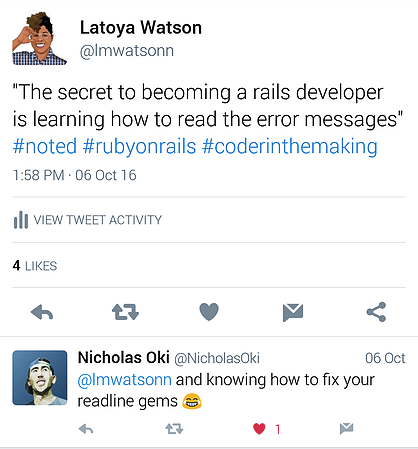 Latoya Watson
@lmwatsonn
"The secret to becoming a rails developer
is learning how to read the error messages"
#noted #rubyonrails #coderinthemaking
1:58 PM · 06 Oct 16
VIEW TWEET ACTIVITY
4 LIKES
Nicholas Oki @NicholasOki 06 Oct
@lmwatsonn and knowing how to fix your
readline gems 😂
1